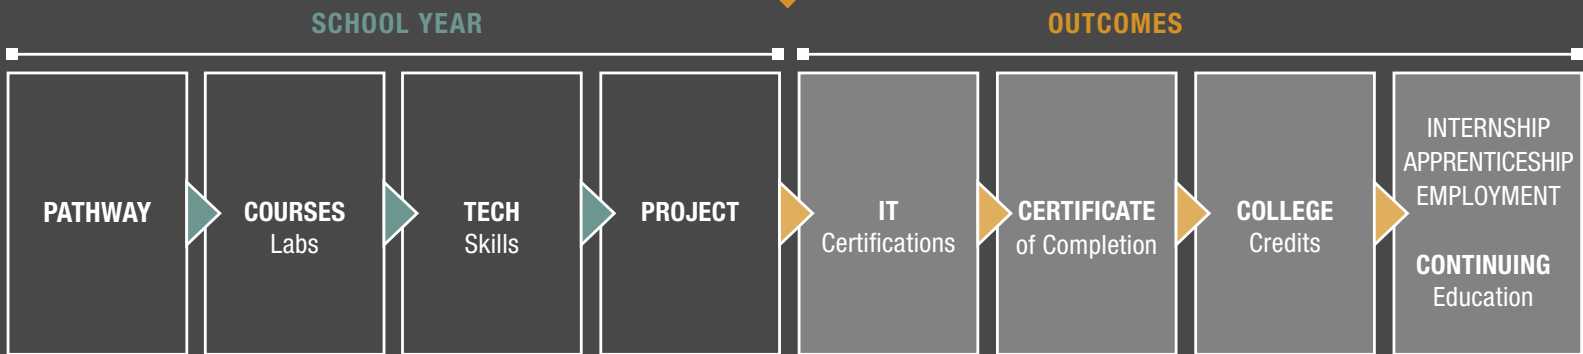 SCHOOL YEAR
OUTCOMES
PATHWAY
COURSES
Labs
TECH
Skills
PROJECT
IT
Certifications
CERTIFICATE
of Completion
COLLEGE
Credits
INTERNSHIP
APPRENTICESHIP
EMPLOYMENT
CONTINUING
Education